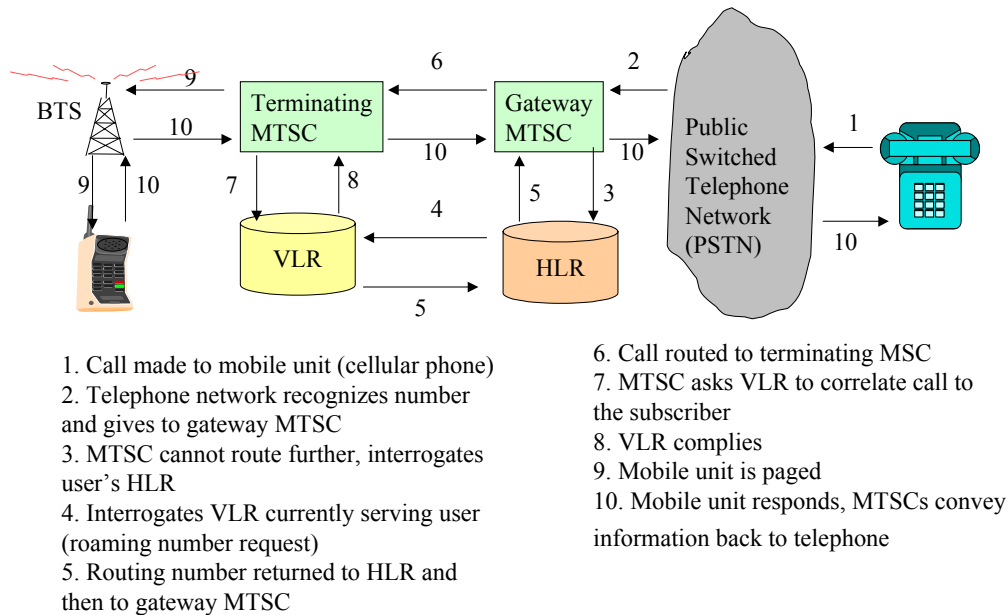 6
2
9
BTS
Terminating
MTSC
Gateway
MTSC
Public
Switched
Telephone
Network
(PSTN)
1
10
10
10
9
10
7
8
5
3
4
10
VLR
HLR
5
1. Call made to mobile unit (cellular phone)
2. Telephone network recognizes number
and gives to gateway MTSC
3. MTSC cannot route further, interrogates
user's HLR
4. Interrogates VLR currently serving user
(roaming number request)
5. Routing number returned to HLR and
then to gateway MTSC
6. Call routed to terminating MSC
7. MTSC asks VLR to correlate call to
the subscriber
8. VLR complies
9. Mobile unit is paged
10. Mobile unit responds, MTSCs convey
information back to telephone